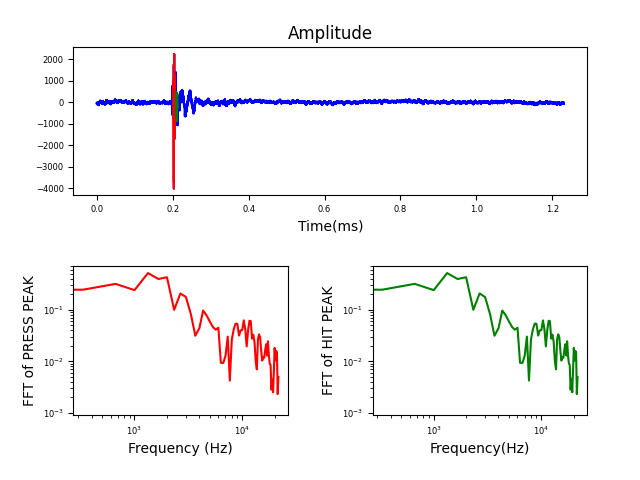 Amplitude
2000
1000
0
−1000
−2000
−3000
−4000
0.0 0.2 0.4 0.6 0.8 1.0 1.2
Time(ms)
FFT of PRESS PEAK
10⁻¹
10⁻²
10⁻³
10³ 10⁴
Frequency (Hz)
FFT of HIT PEAK
10⁻¹
10⁻²
10⁻³
10³ 10⁴
Frequency(Hz)